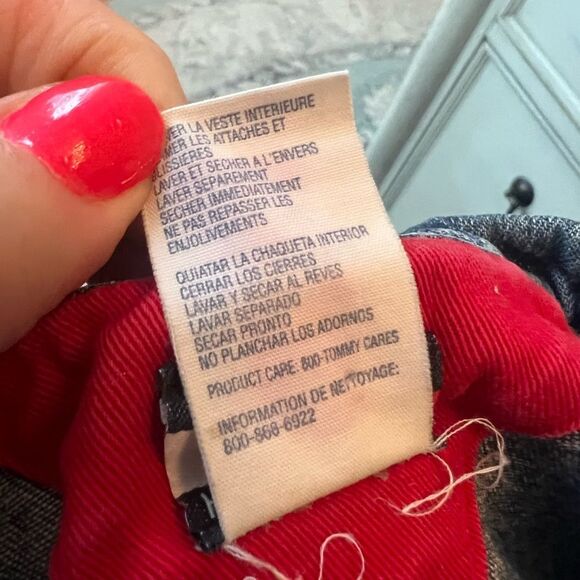 LA VESTE INTERIEURE
LES ATTACHES ET
LAVER ET SECHER A L'ENVERS
LAVER SEPAREMENT
SECHER IMMEDIATEMENT
NE PAS REPASSER LES
ENJOLIVEMENTS
QUIATAR LA CHAQUETA INTERIOR
CERRAR LOS CIERRES
LAVAR Y SECAR AL REVES
LAVAR SEPARADO
SECAR PRONTO
NO PLANCHAR LOS ADORNOS
PRODUCT CARE: 800-TOMMY CARES
INFORMATION DE NETTOYAGE:
800-868-6922